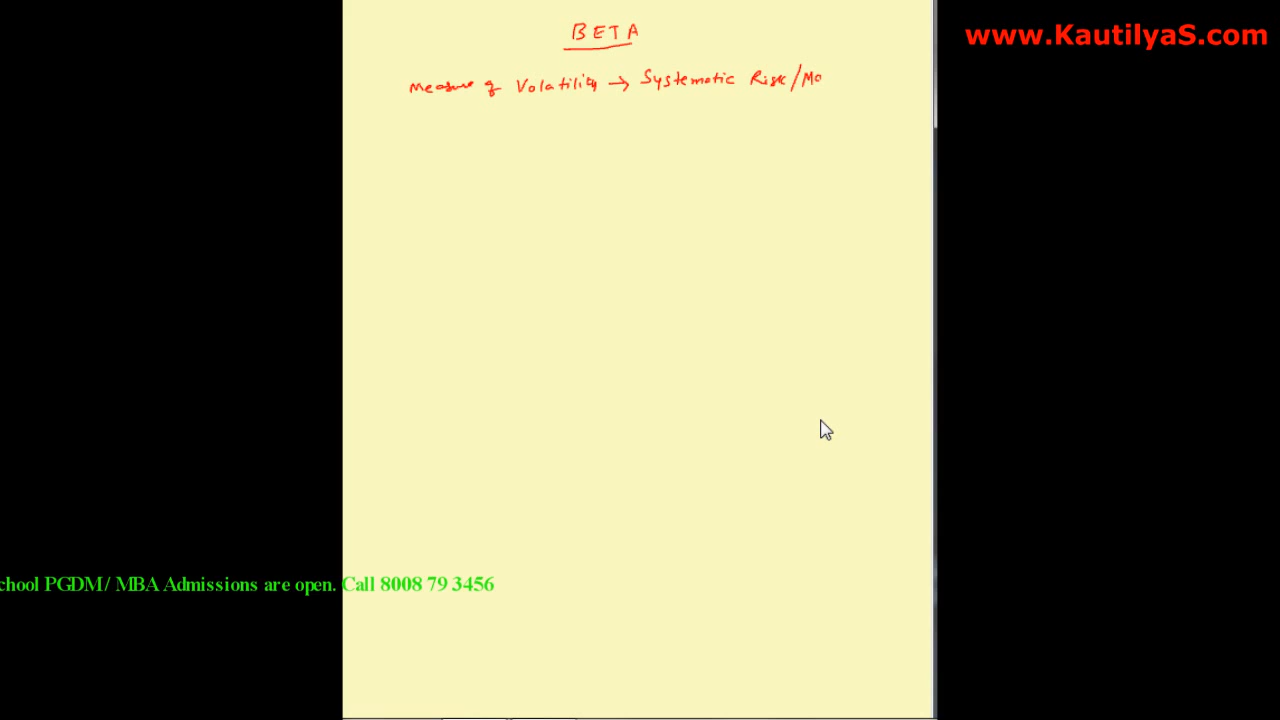 BETA
www.KautilyaS.com
Measure of Volatility → Systematic Risk/Ma
chool PGDM/ MBA Admissions are open. Call 8008 79 3456